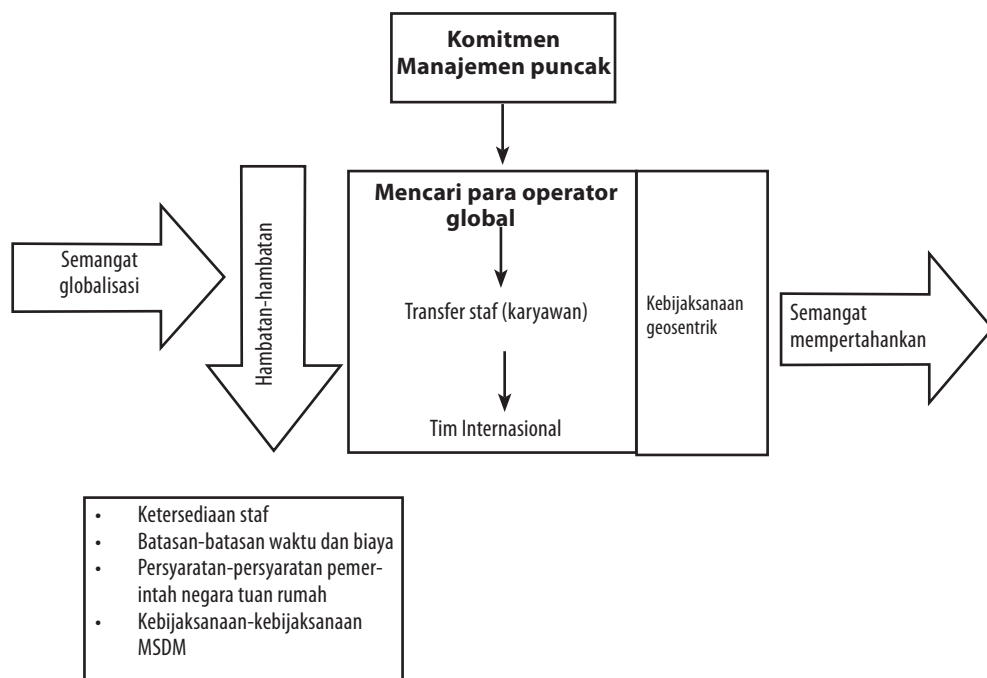 Komitmen
Manajemen puncak
Mencari para operator
global
Semangat
globalisasi
Hambatan-hambatan
Transfer staf (karyawan)
Kebijaksanaan
geosentrik
Semangat
mempertahankan
Tim Internasional
• Ketersediaan staf
• Batasan-batasan waktu dan biaya
• Persyaratan-persyaratan pemer-
intah negara tuan rumah
• Kebijaksanaan-kebijaksanaan
MSDM